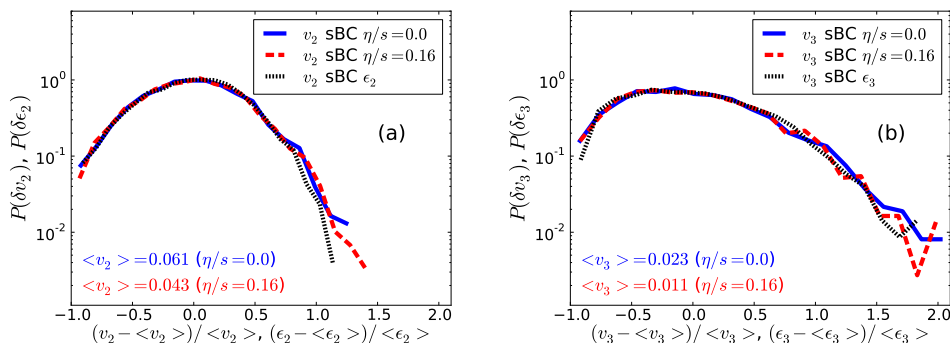 v₂ sBC η/s=0.0
v₂ sBC η/s=0.16
v₂ sBC ϵ₂
(a)
P(δv₂), P(δϵ₂)
10⁰
10⁻¹
10⁻²
<v₂>=0.061 (η/s=0.0)
<v₂>=0.043 (η/s=0.16)
−1.0 −0.5 0.0 0.5 1.0 1.5 2.0
(v₂−<v₂>)/<v₂>, (ϵ₂−<ϵ₂>)/<ϵ₂>
v₃ sBC η/s=0.0
v₃ sBC η/s=0.16
v₃ sBC ϵ₃
(b)
P(δv₃), P(δϵ₃)
10⁰
10⁻¹
10⁻²
<v₃>=0.023 (η/s=0.0)
<v₃>=0.011 (η/s=0.16)
−1.0 −0.5 0.0 0.5 1.0 1.5 2.0
(v₃−<v₃>)/<v₃>, (ϵ₃−<ϵ₃>)/<ϵ₃>